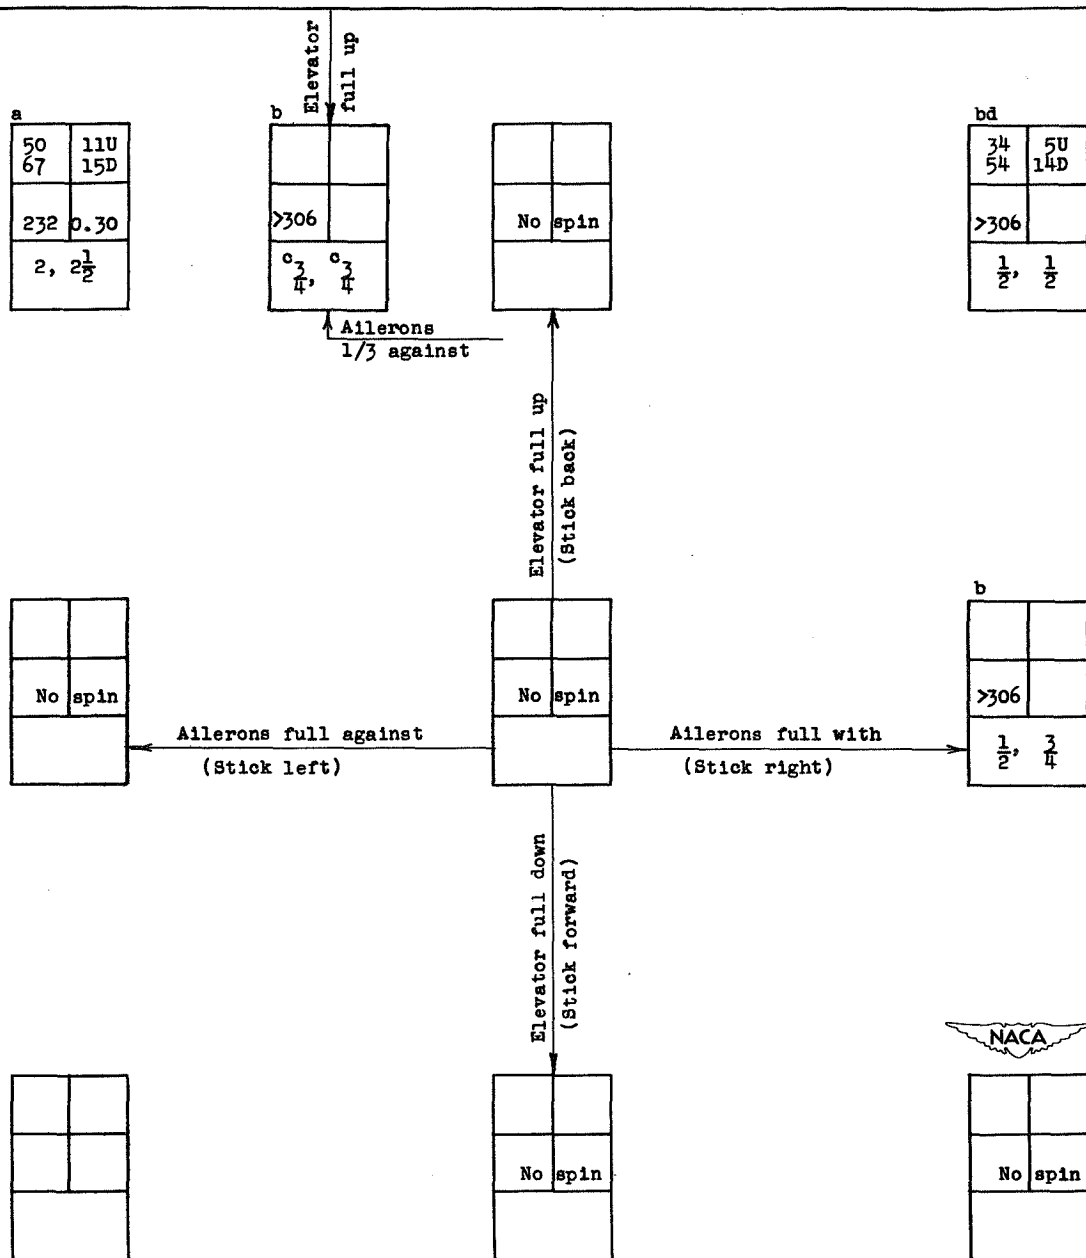 Elevator
full up
a
50 11U
67 15D
232 0.30
2, 2½
b
>306
c 3/4, c 3/4
Ailerons
1/3 against
No spin
bd
34 5U
54 14D
>306
½, ½
Elevator full up
(Stick back)
No spin
Ailerons full against
(Stick left)
No spin
Ailerons full with
(Stick right)
b
>306
½, 3/4
Elevator full down
(Stick forward)
NACA
No spin
No spin